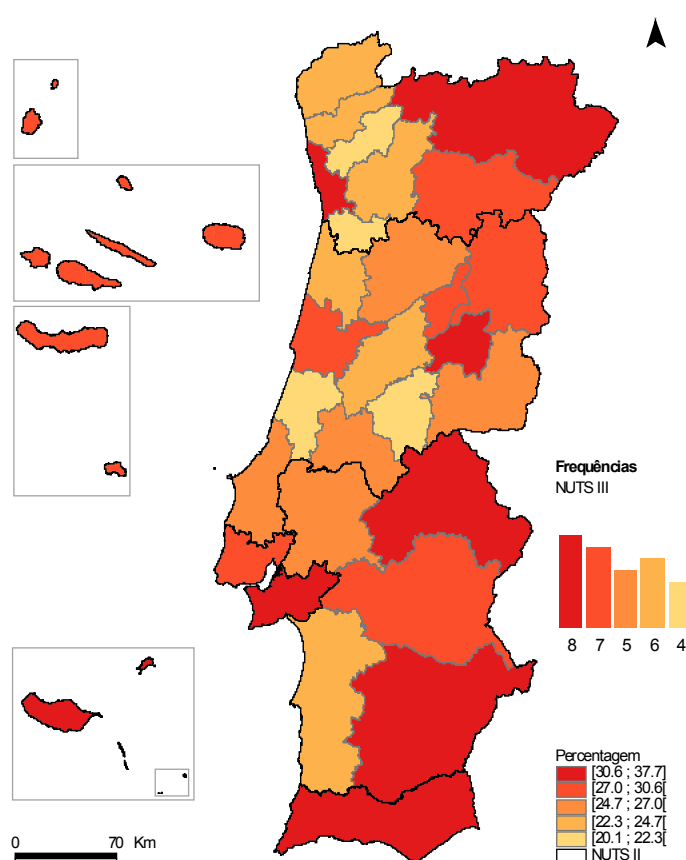 Frequências
NUTS III
8 7 5 6 4
Percentagem
[30.6 ; 37.7]
[27.0 ; 30.6[
[24.7 ; 27.0[
[22.3 ; 24.7[
[20.1 ; 22.3[
NUTS II
0 70 Km